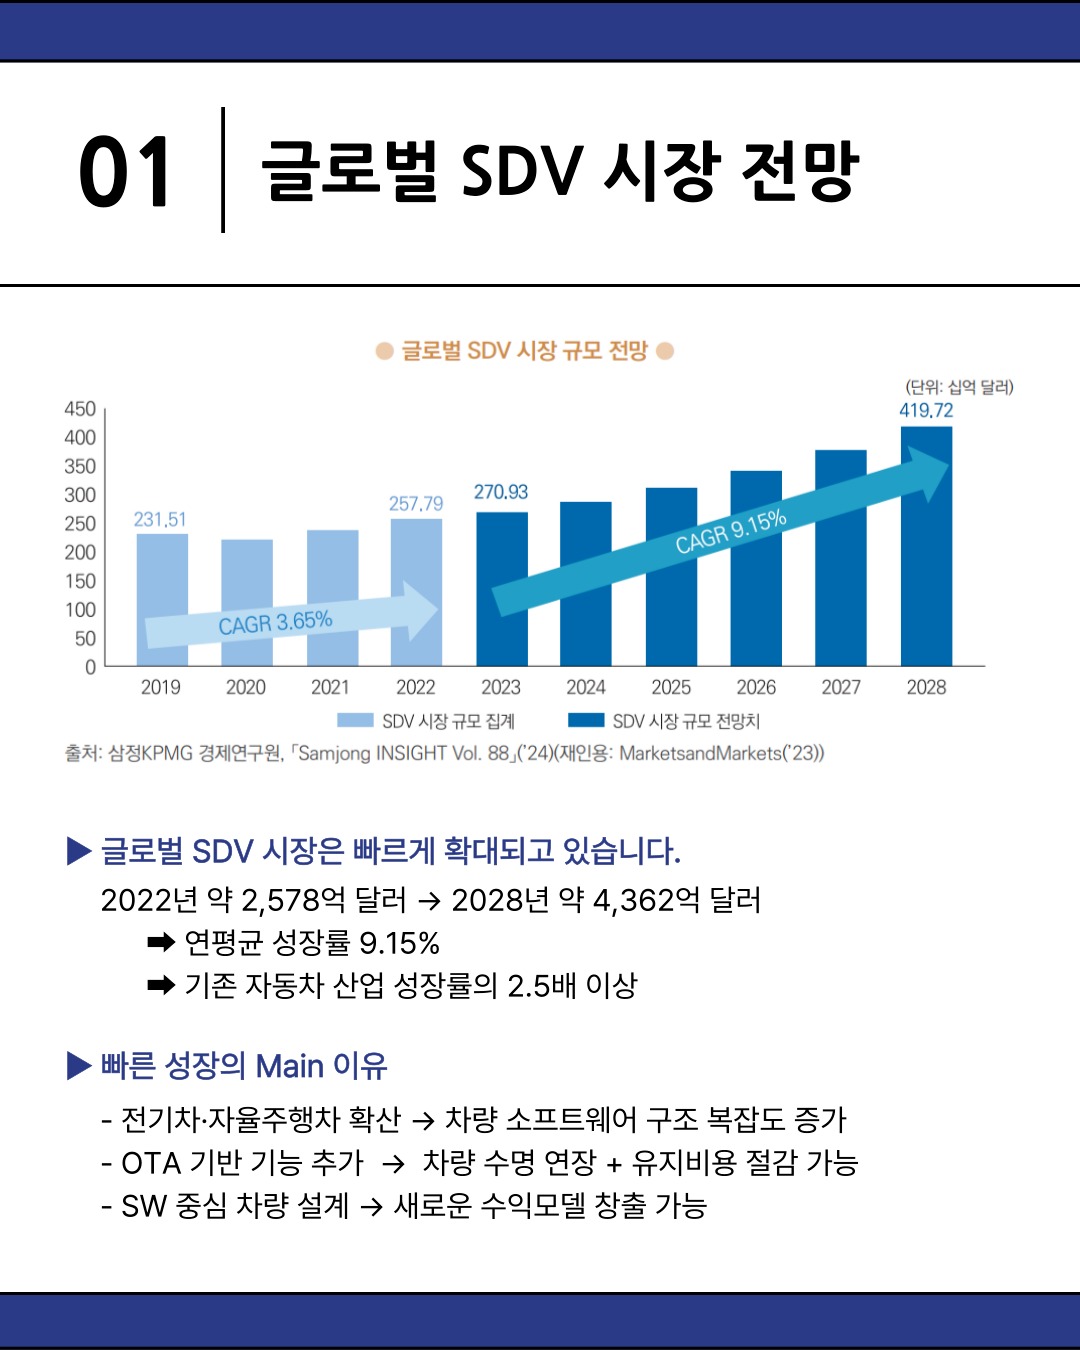 01
글로벌 SDV 시장 전망
글로벌 SDV 시장 규모 전망
(단위: 십억 달러)
450
400
350
300
250
200
150
100
50
0
231.51
257.79
270.93
419.72
CAGR 3.65%
CAGR 9.15%
2019 2020 2021 2022 2023 2024 2025 2026 2027 2028
SDV 시장 규모 집계 SDV 시장 규모 전망치
출처: 삼정KPMG 경제연구원, 「Samjong INSIGHT Vol. 88」('24)(재인용: MarketsandMarkets('23))
▶ 글로벌 SDV 시장은 빠르게 확대되고 있습니다.
2022년 약 2,578억 달러 → 2028년 약 4,362억 달러
➡ 연평균 성장률 9.15%
➡ 기존 자동차 산업 성장률의 2.5배 이상
▶ 빠른 성장의 Main 이유
- 전기차·자율주행차 확산 → 차량 소프트웨어 구조 복잡도 증가
- OTA 기반 기능 추가 → 차량 수명 연장 + 유지비용 절감 가능
- SW 중심 차량 설계 → 새로운 수익모델 창출 가능